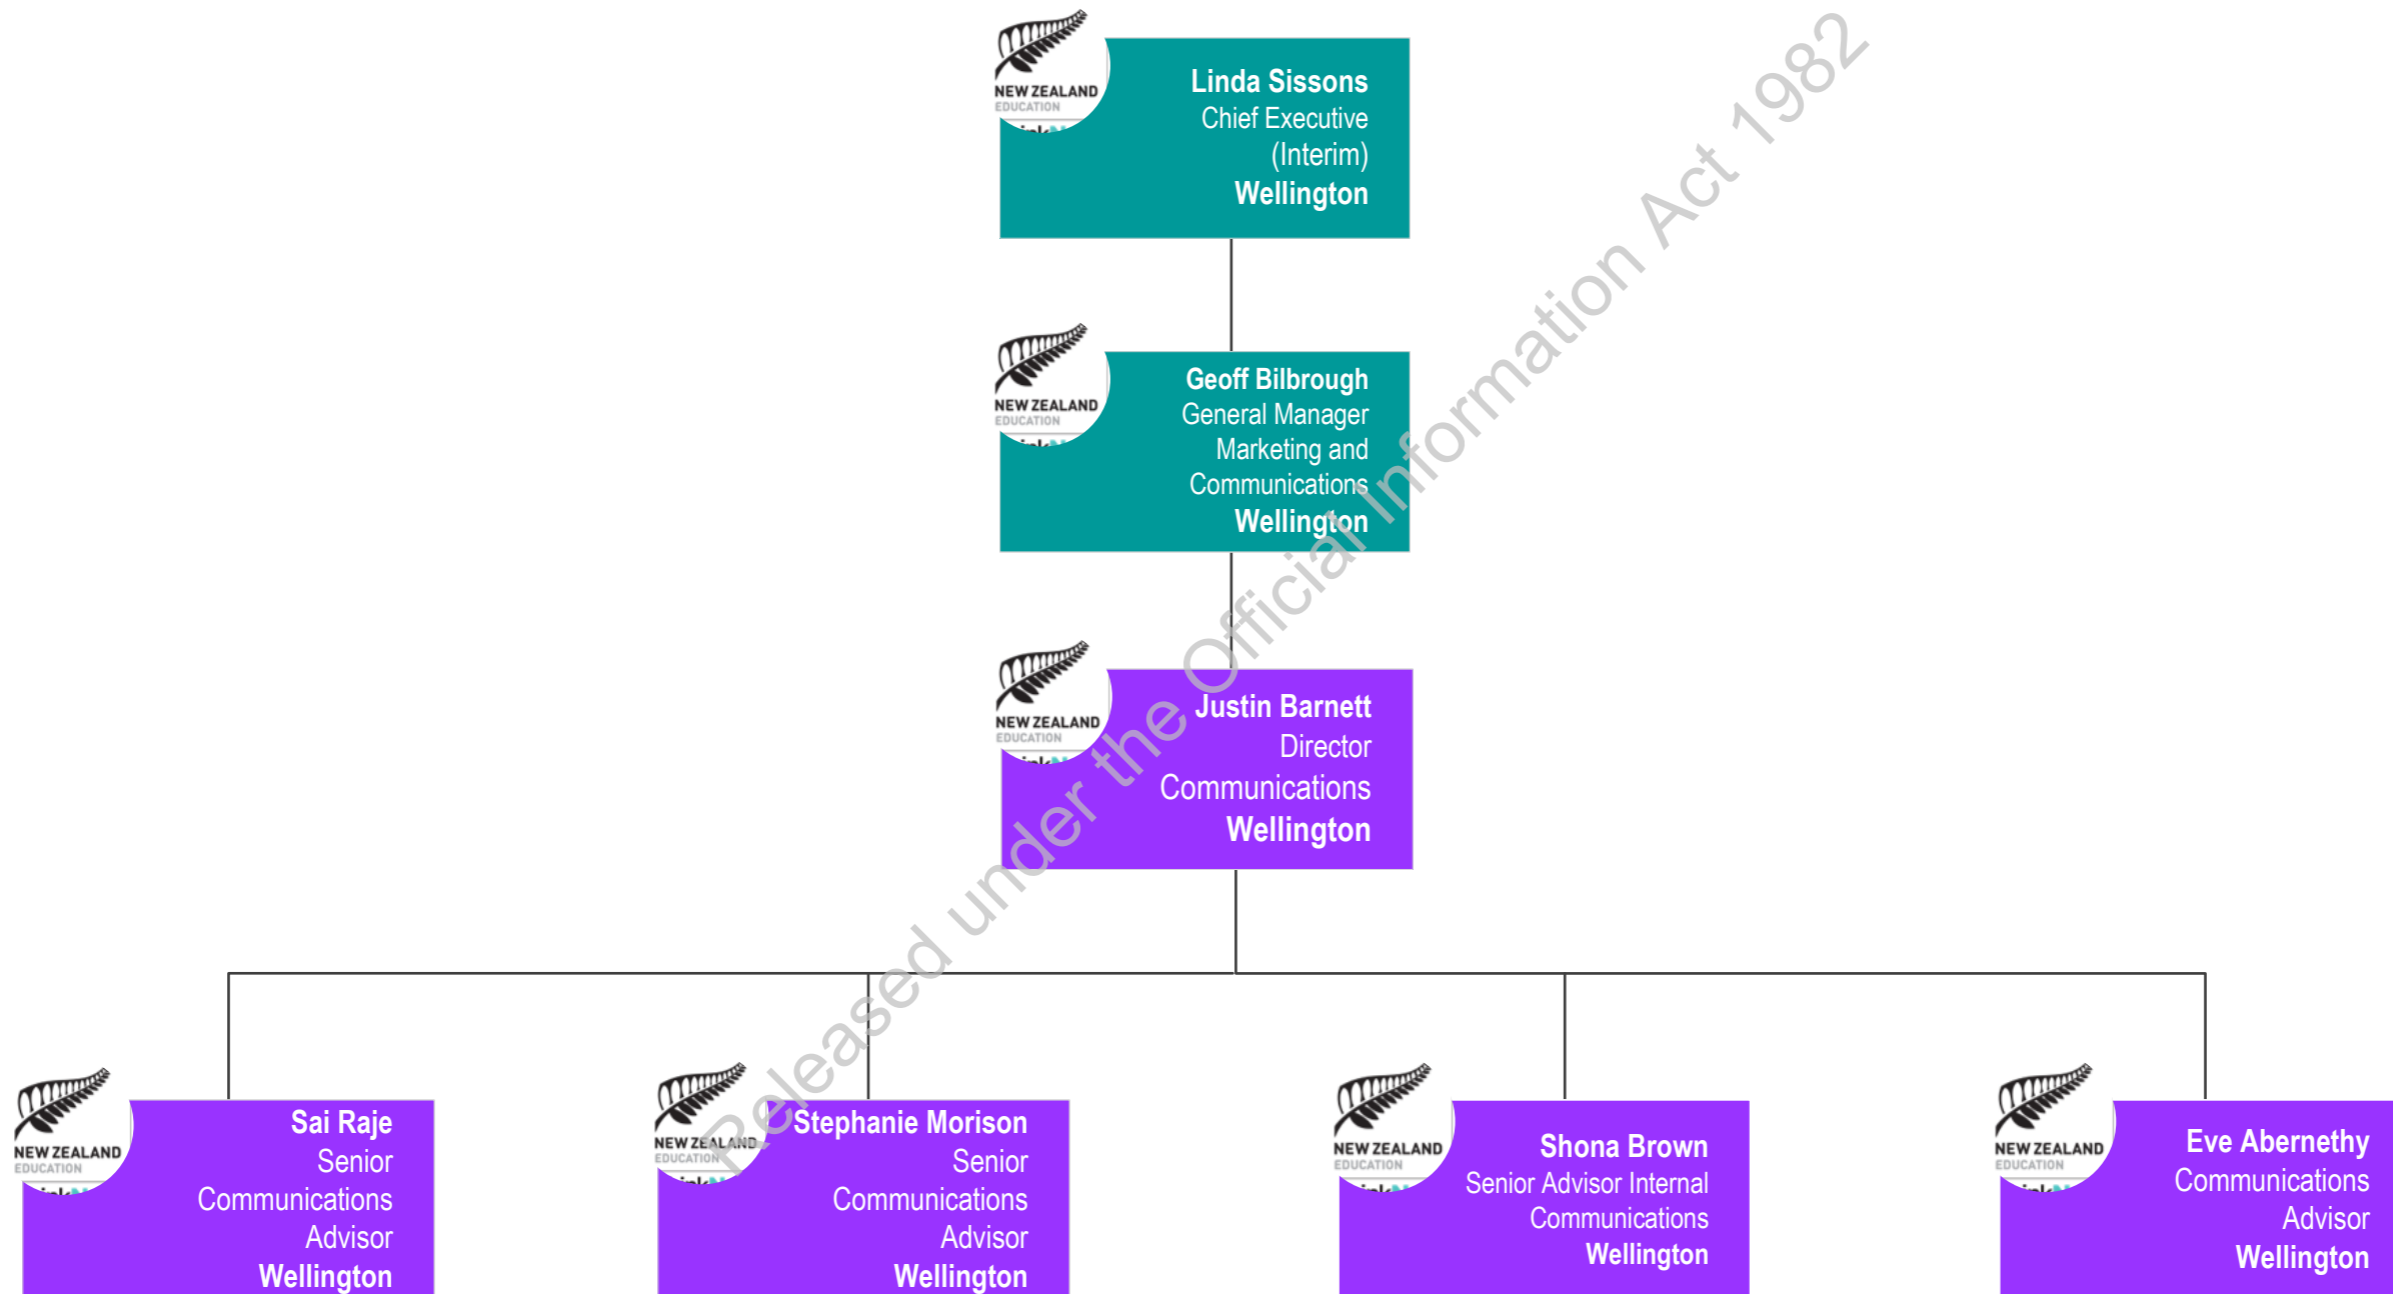 NEW ZEALAND
EDUCATION
Linda Sissons
Chief Executive
(Interim)
Wellington
NEW ZEALAND
EDUCATION
Geoff Bilbrough
General Manager
Marketing and
Communications
Wellington
NEW ZEALAND
EDUCATION
Justin Barnett
Director
Communications
Wellington
NEW ZEALAND
EDUCATION
Sai Raje
Senior
Communications
Advisor
Wellington
NEW ZEALAND
EDUCATION
Stephanie Morison
Senior
Communications
Advisor
Wellington
NEW ZEALAND
EDUCATION
Shona Brown
Senior Advisor Internal
Communications
Wellington
NEW ZEALAND
EDUCATION
Eve Abernethy
Communications
Advisor
Wellington
Released under the Official Information Act 1982